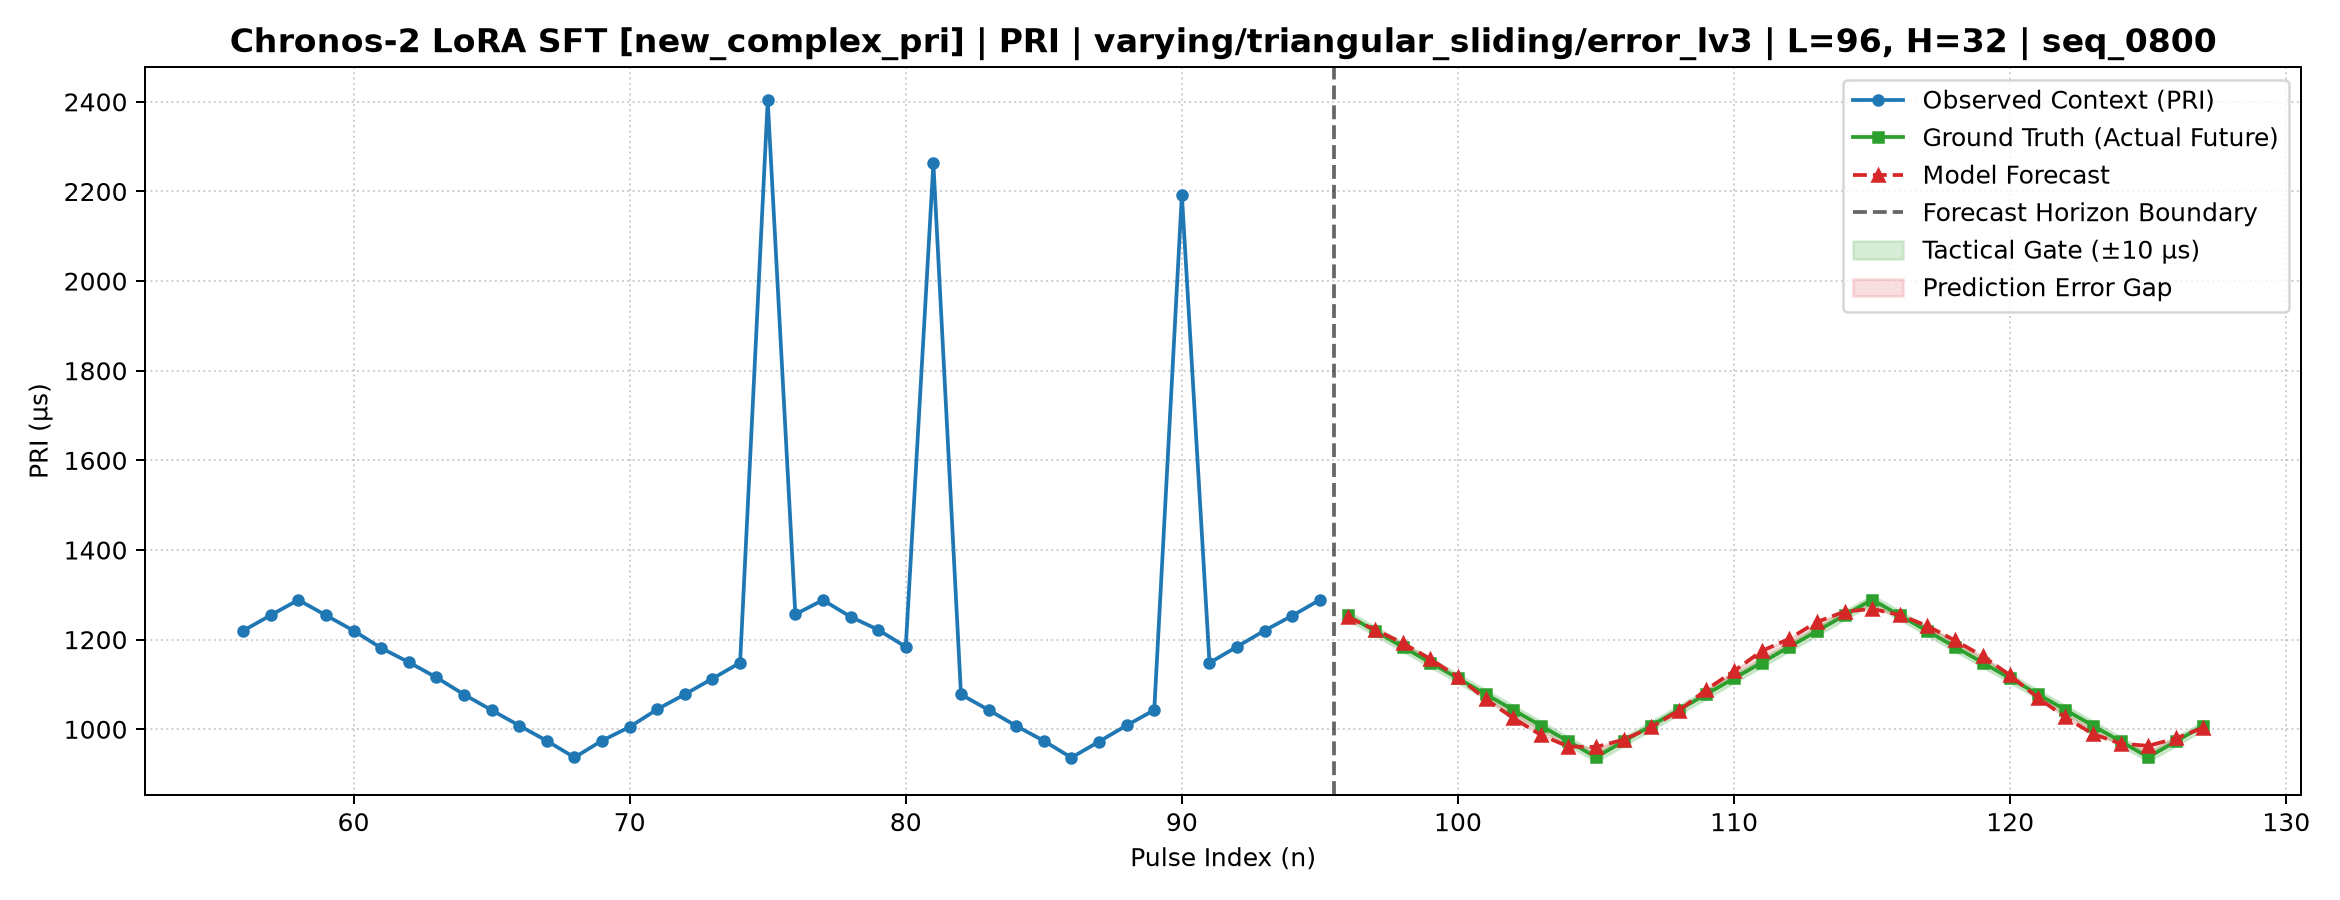 Chronos-2 LoRA SFT [new_complex_pri] | PRI | varying/triangular_sliding/error_lv3 | L=96, H=32 | seq_0800
2400
2200
2000
1800
1600
1400
1200
1000
PRI (µs)
Observed Context (PRI)
Ground Truth (Actual Future)
Model Forecast
Forecast Horizon Boundary
Tactical Gate (±10 µs)
Prediction Error Gap
60
70
80
90
100
110
120
130
Pulse Index (n)